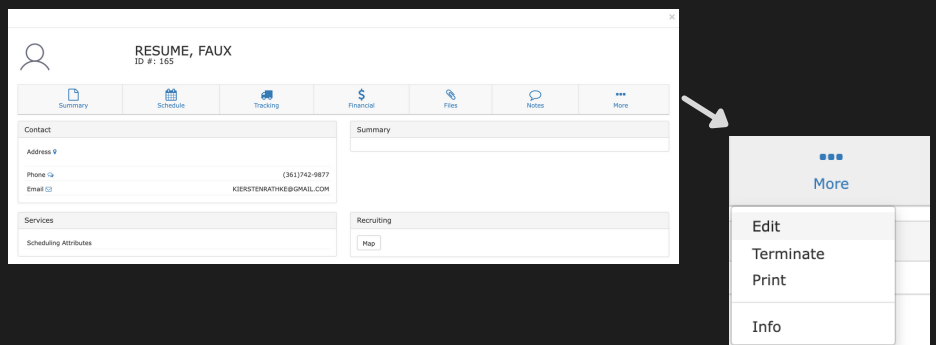 ×
RESUME, FAUX
ID #: 165
Summary Schedule Tracking Financial Files Notes More
Contact
Address
Phone (361)742-9877
Email KIERSTENRATHKE@GMAIL.COM
Summary
Services
Scheduling Attributes
Recruiting
Map
More
Edit
Terminate
Print
Info